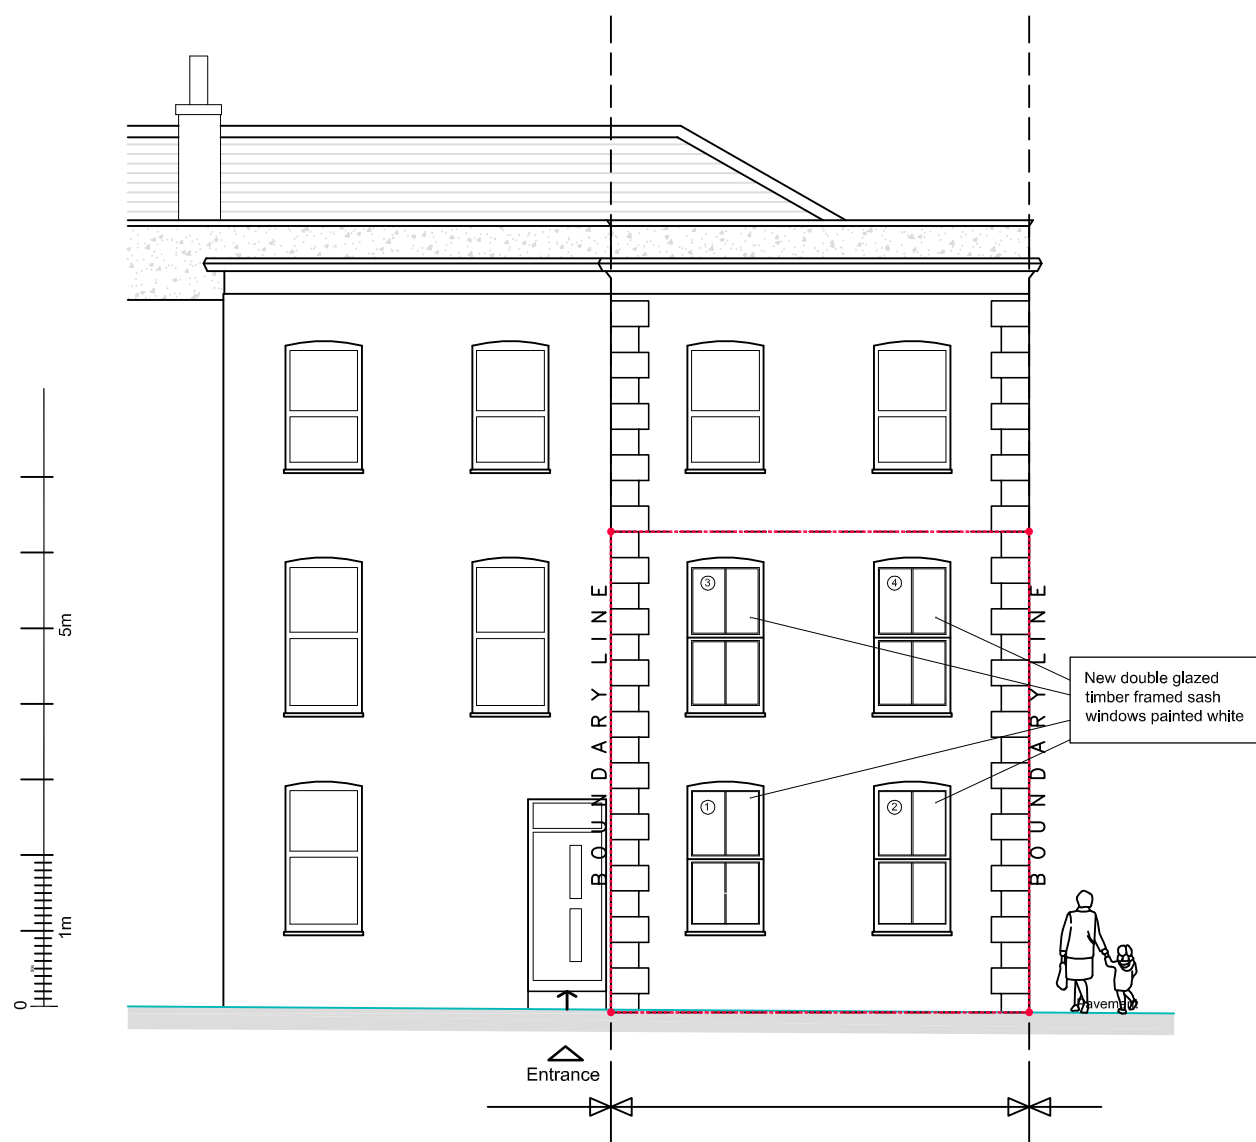 3
4
BOUNDARY LINE
BOUNDARY LINE
5m
New double glazed
timber framed sash
windows painted white
1
2
1m
0
Pavement
Entrance